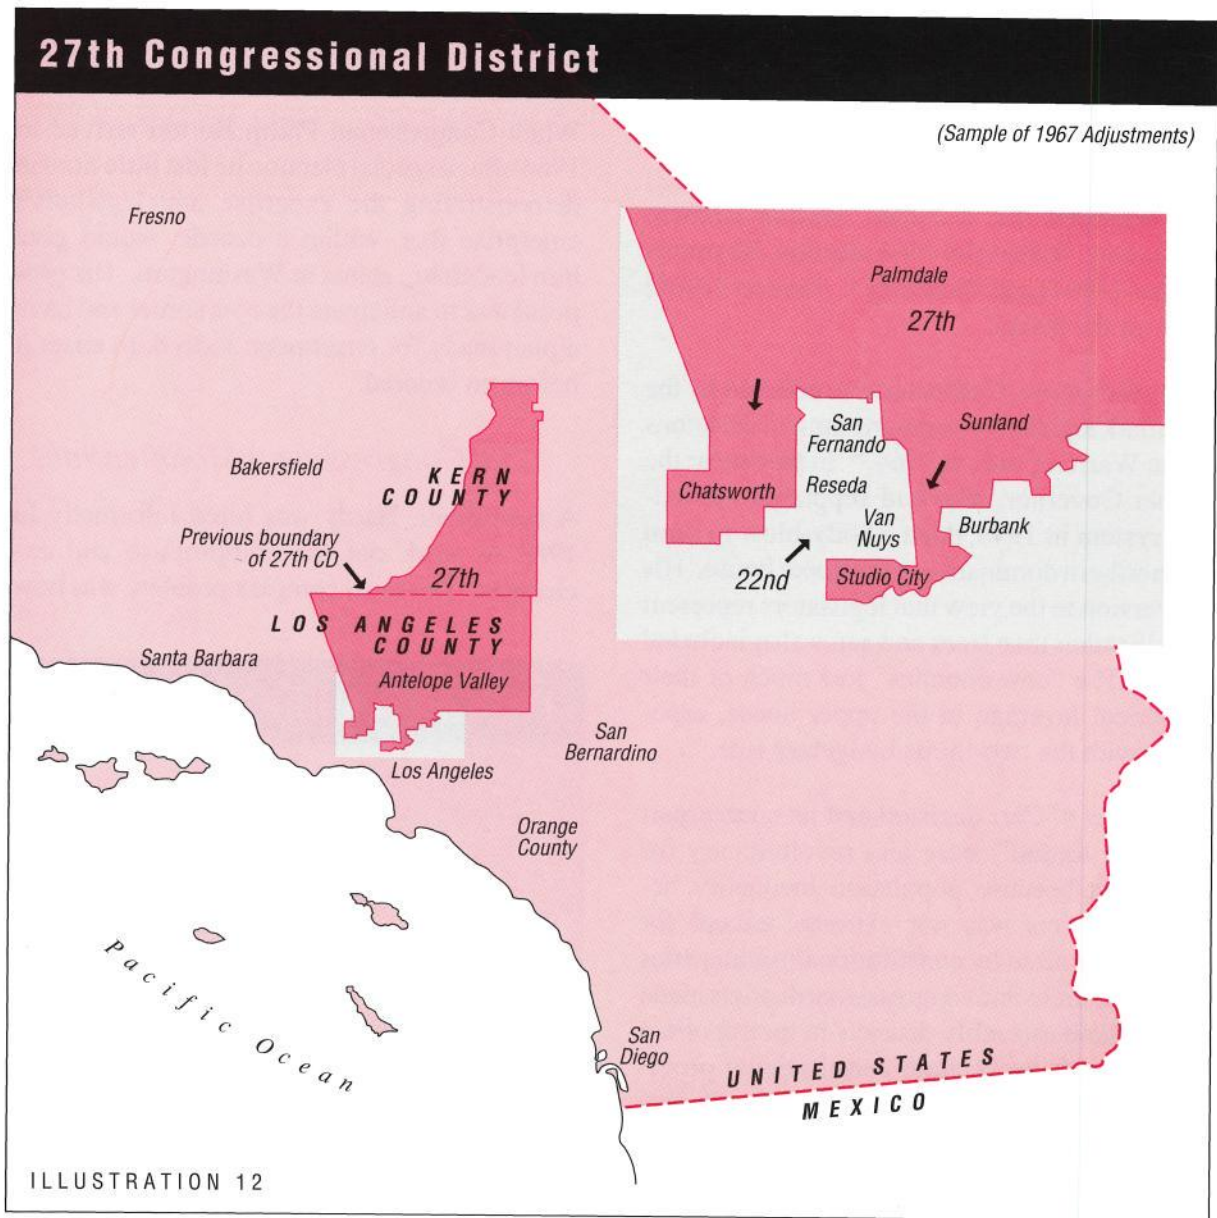 27th Congressional District
(Sample of 1967 Adjustments)
Fresno
Palmdale
27th
San
Fernando
Sunland
Chatsworth
Reseda
Van
Nuys
Burbank
22nd
Studio City
Bakersfield
KERN
COUNTY
Previous boundary
of 27th CD
27th
LOS ANGELES
COUNTY
Santa Barbara
Antelope Valley
San
Bernardino
Los Angeles
Orange
County
Pacific Ocean
San
Diego
UNITED STATES
MEXICO
ILLUSTRATION 12